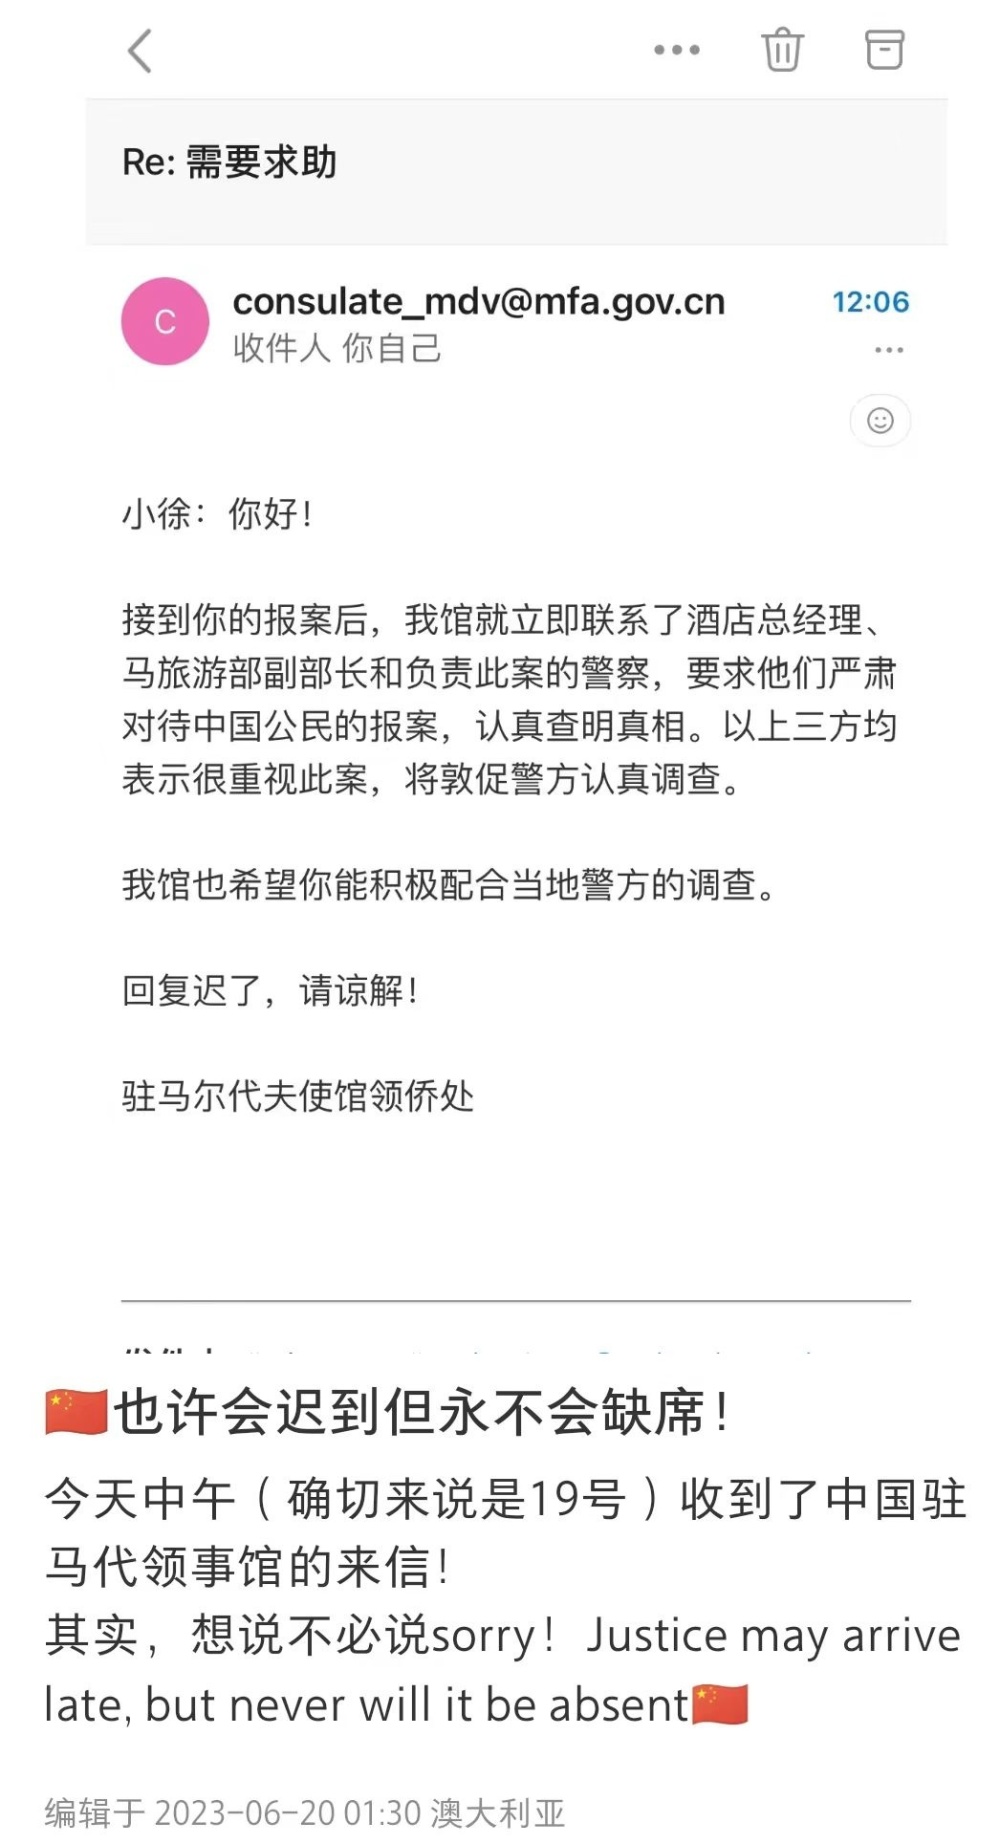 Re: 需要求助
C
consulate_mdv@mfa.gov.cn
12:06
收件人 你自己
小徐：你好！
接到你的报案后，我馆就立即联系了酒店总经理、
马旅游部副部长和负责此案的警察，要求他们严肃
对待中国公民的报案，认真查明真相。以上三方均
表示很重视此案，将敦促警方认真调查。
我馆也希望你能积极配合当地警方的调查。
回复迟了，请谅解！
驻马尔代夫使馆领侨处
🇨🇳也许会迟到但永不会缺席！
今天中午（确切来说是19号）收到了中国驻
马代领事馆的来信！
其实，想说不必说sorry！Justice may arrive
late, but never will it be absent🇨🇳
编辑于 2023-06-20 01:30 澳大利亚